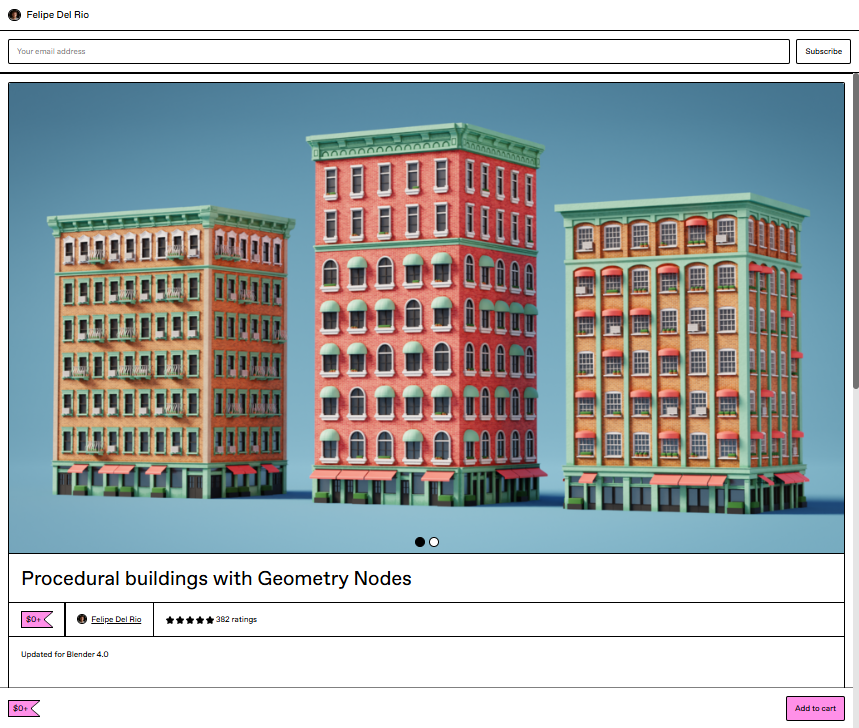 Felipe Del Rio
Your email address
Subscribe
Procedural buildings with Geometry Nodes
$0+
Felipe Del Rio
382 ratings
Updated for Blender 4.0
$0+
Add to cart